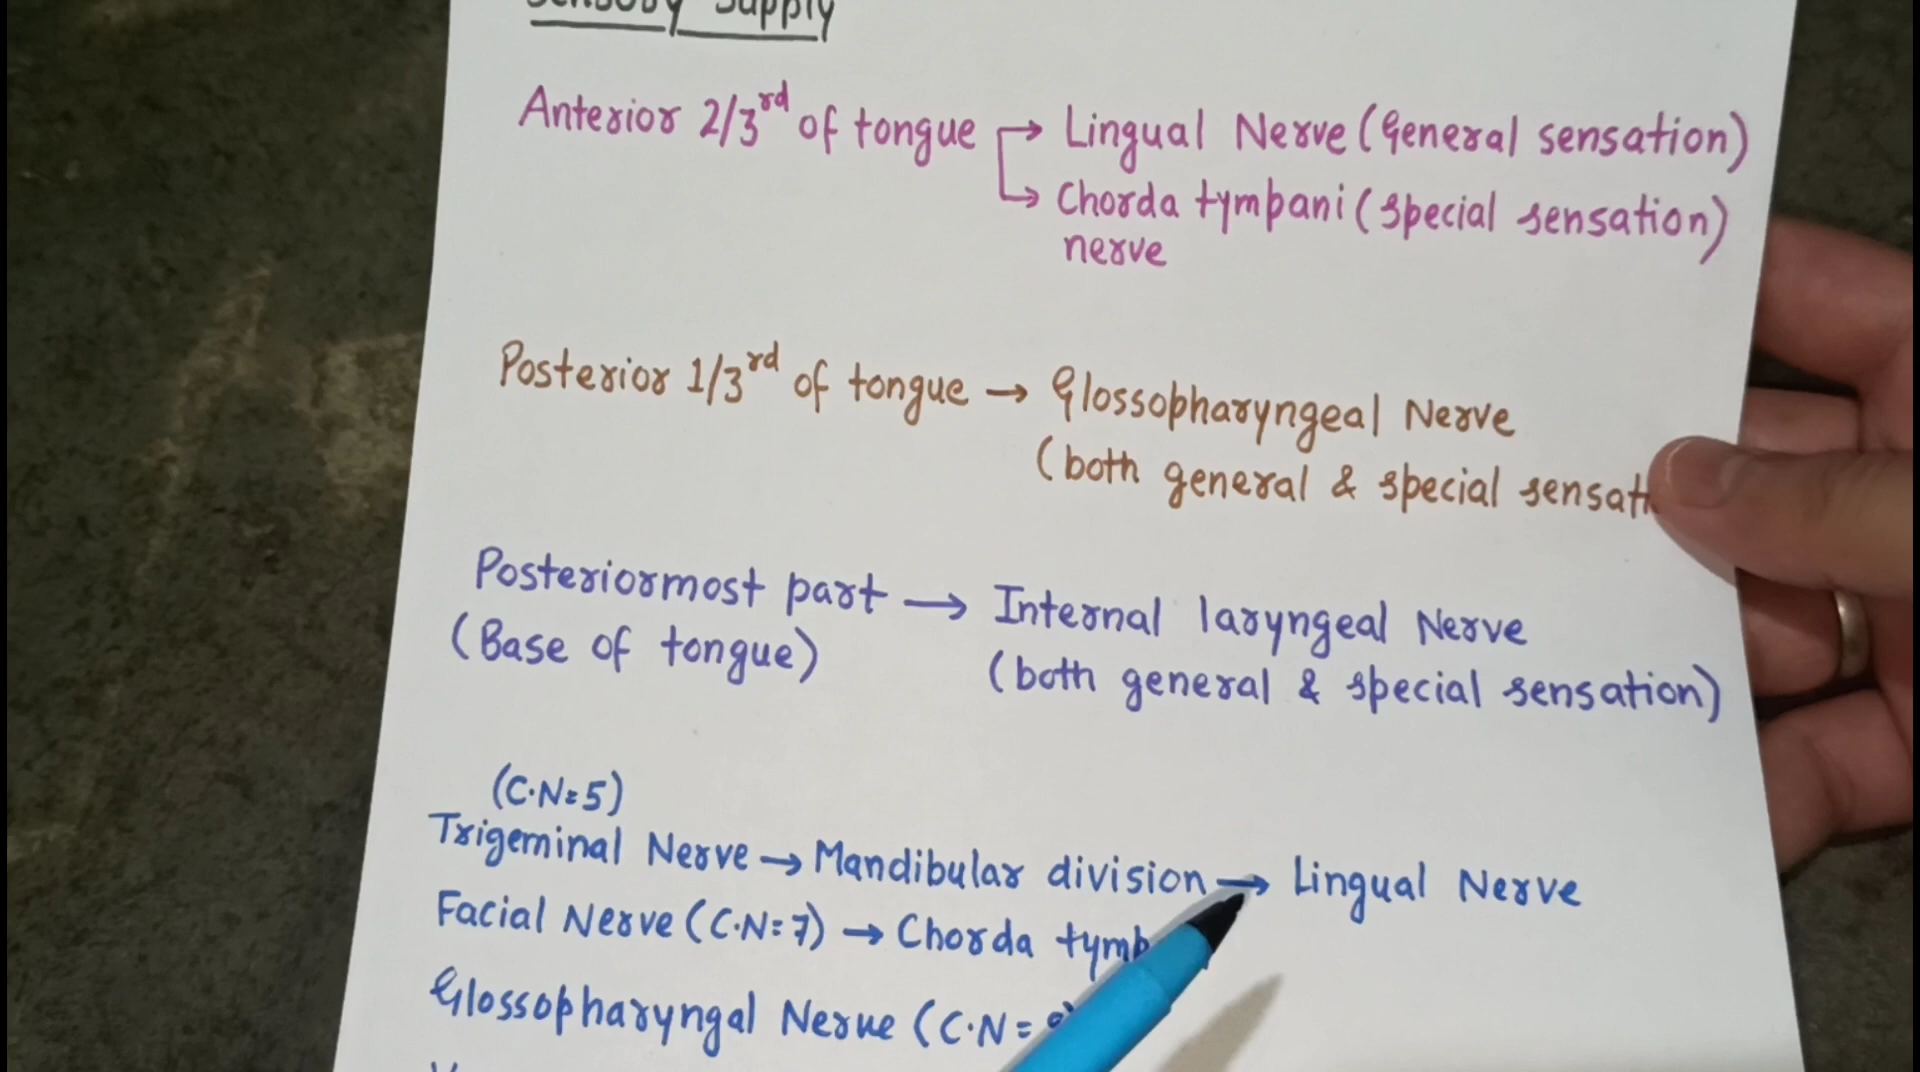 Sensory Supply
Anterior 2/3rd of tongue → Lingual Nerve (General sensation)
→ Chorda tympani (special sensation)
nerve
Posterior 1/3rd of tongue → Glossopharyngeal Nerve
(both general & special
Posteriormost part → Internal laryngeal Nerve
(Base of tongue) (both general & special sensation)
(C.N=5)
Trigeminal Nerve → Mandibular division → Lingual Nerve
Facial Nerve (C.N=7) → Chorda
Glossopharyngal Nerve (C.N=